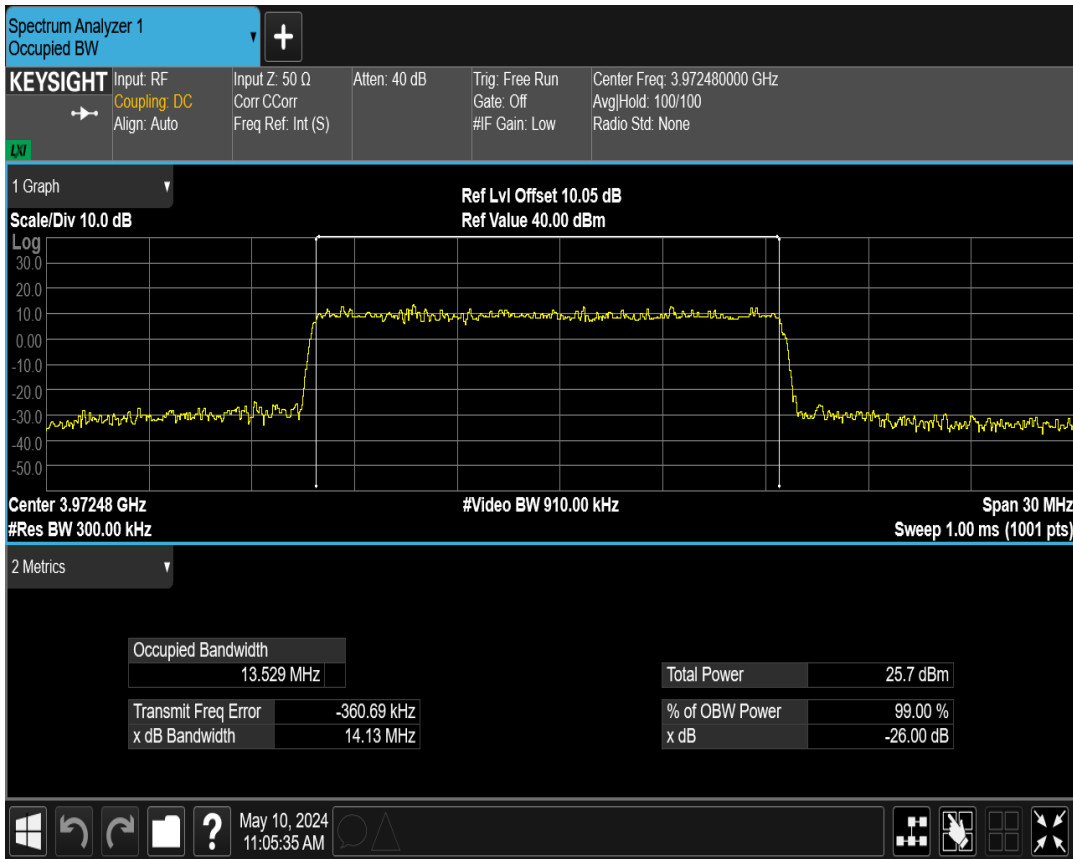 Spectrum Analyzer 1
Occupied BW
+
KEYSIGHT
LXI
Input: RF
Coupling: DC
Align: Auto
Input Z: 50 Ω
Corr CCorr
Freq Ref: Int (S)
Atten: 40 dB
Trig: Free Run
Gate: Off
#IF Gain: Low
Center Freq: 3.972480000 GHz
Avg|Hold: 100/100
Radio Std: None
1 Graph
Scale/Div 10.0 dB
Ref Lvl Offset 10.05 dB
Ref Value 40.00 dBm
Log
30.0
20.0
10.0
0.00
-10.0
-20.0
-30.0
-40.0
-50.0
Center 3.97248 GHz
#Res BW 300.00 kHz
#Video BW 910.00 kHz
Span 30 MHz
Sweep 1.00 ms (1001 pts)
2 Metrics
Occupied Bandwidth
13.529 MHz
Transmit Freq Error -360.69 kHz
x dB Bandwidth 14.13 MHz
Total Power 25.7 dBm
% of OBW Power 99.00 %
x dB -26.00 dB
?
May 10, 2024
11:05:35 AM